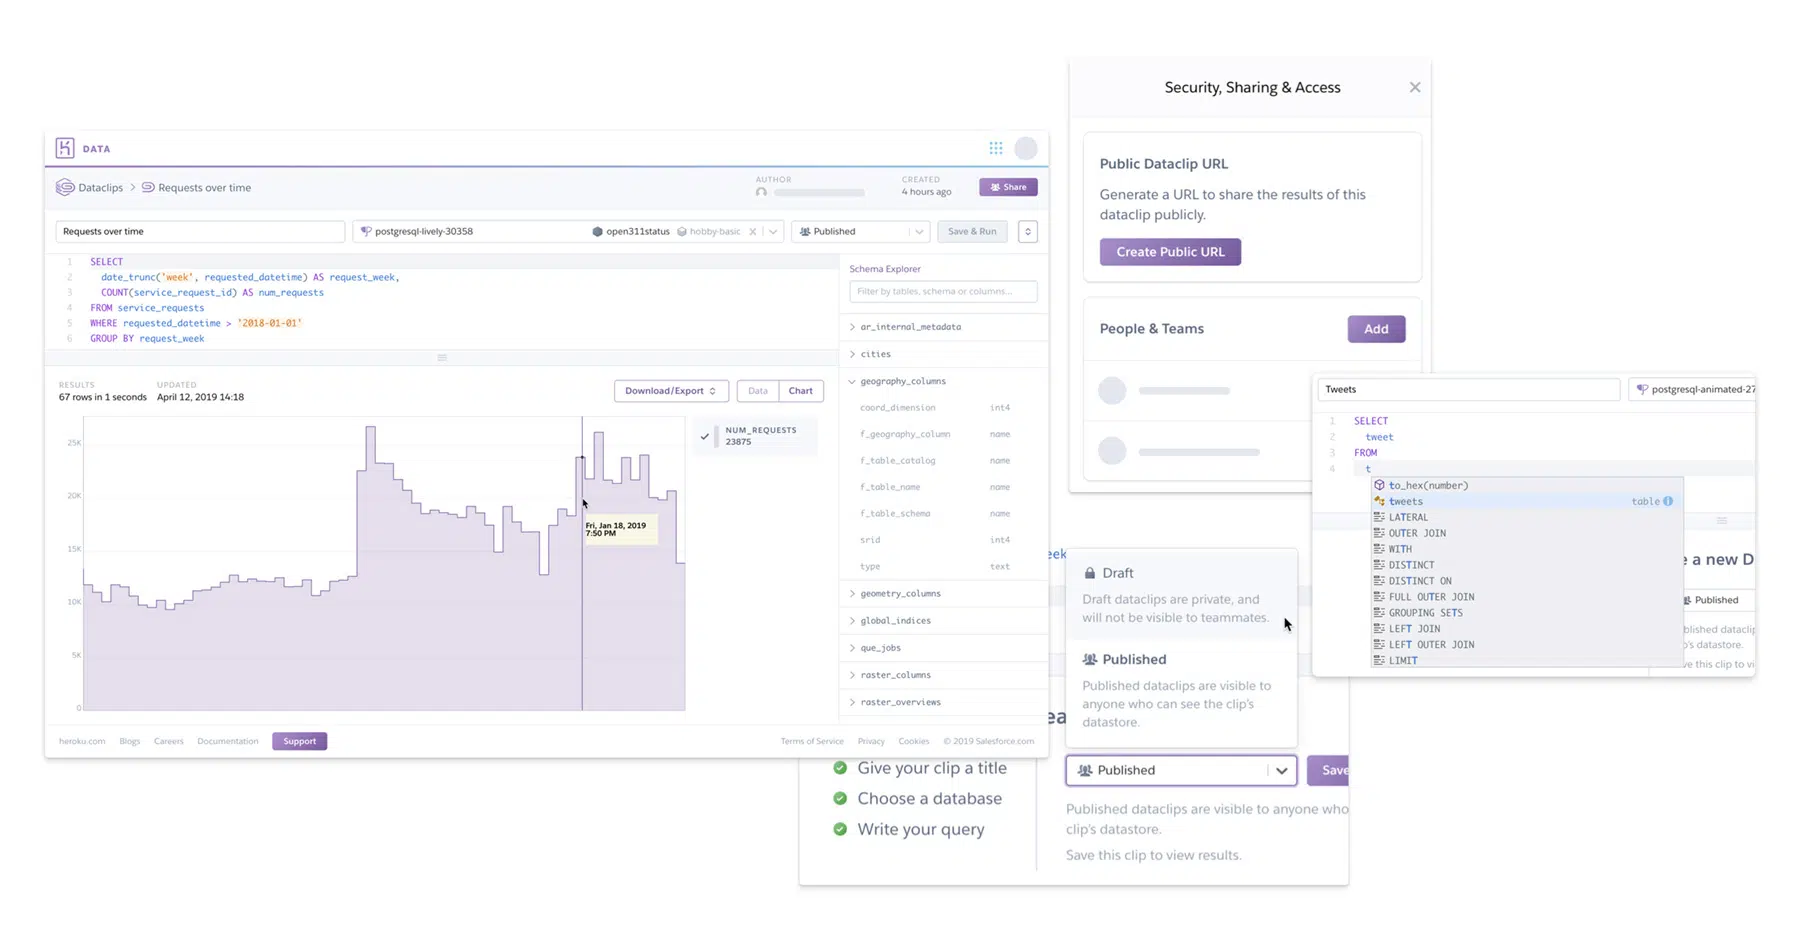 DATA
Dataclips
Requests over time
AUTHOR
CREATED
4 hours ago
Share
Requests over time
postgresql-lively-30358
open311status
hobby-basic
Published
Save & Run
1 SELECT
2 date_trunc('week', requested_datetime) AS request_week,
3 COUNT(service_request_id) AS num_requests
4 FROM service_requests
5 WHERE requested_datetime > '2018-01-01'
6 GROUP BY request_week
RESULTS
67 rows in 1 seconds
UPDATED
April 12, 2019 14:18
Download/Export
Data
Chart
25K
20K
15K
10K
5K
0
Fri, Jan 18, 2019
7:50 PM
NUM_REQUESTS
23875
Schema Explorer
Filter by tables, schema or columns...
ar_internal_metadata
cities
geography_columns
coord_dimension int4
f_geography_column name
f_table_catalog name
f_table_name name
f_table_schema name
srid int4
type text
geometry_columns
global_indices
que_jobs
raster_columns
raster_overviews
heroku.com
Blogs
Careers
Documentation
Support
Terms of Service
Privacy
Cookies
© 2019 Salesforce.com
Security, Sharing & Access
Public Dataclip URL
Generate a URL to share the results of this
dataclip publicly.
Create Public URL
People & Teams
Add
Tweets
postgresql-animated-27
1 SELECT
2 tweet
3 FROM
4 t
to_hex(number)
tweets table
LATERAL
OUTER JOIN
WITH
DISTINCT
DISTINCT ON
FULL OUTER JOIN
GROUPING SETS
LEFT JOIN
LEFT OUTER JOIN
LIMIT
e a new D
Published
blished dataclip
's datastore.
ve this clip to vi
eek
Draft
Draft dataclips are private, and
will not be visible to teammates.
Published
Published dataclips are visible to
anyone who can see the clip's
datastore.
ea
Published
Save
Give your clip a title
Choose a database
Write your query
Published dataclips are visible to anyone who
clip's datastore.
Save this clip to view results.